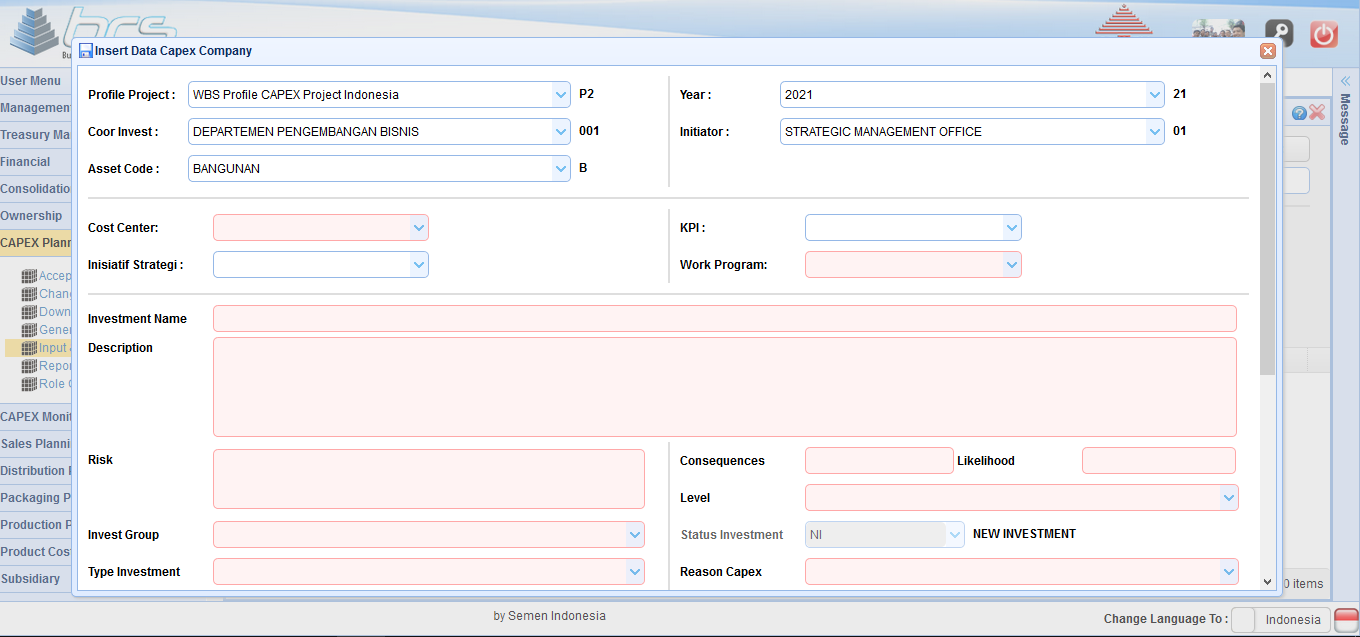 brs
Bu
Insert Data Capex Company
User Menu
Management
Treasury Ma
Financial
Consolidatio
Ownership
CAPEX Plann
Accep
Chang
Down
Gener
Input
Repor
Role
CAPEX Monit
Sales Planni
Distribution
Packaging P
Production P
Product Cos
Subsidiary
Profile Project : WBS Profile CAPEX Project Indonesia P2 Year : 2021 21
Coor Invest : DEPARTEMEN PENGEMBANGAN BISNIS 001 Initiator : STRATEGIC MANAGEMENT OFFICE 01
Asset Code : BANGUNAN B
Cost Center: KPI :
Inisiatif Strategi : Work Program:
Investment Name
Description
Risk Consequences Likelihood
Level
Invest Group Status Investment NI NEW INVESTMENT
Type Investment Reason Capex
Message
0 items
by Semen Indonesia
Change Language To : Indonesia